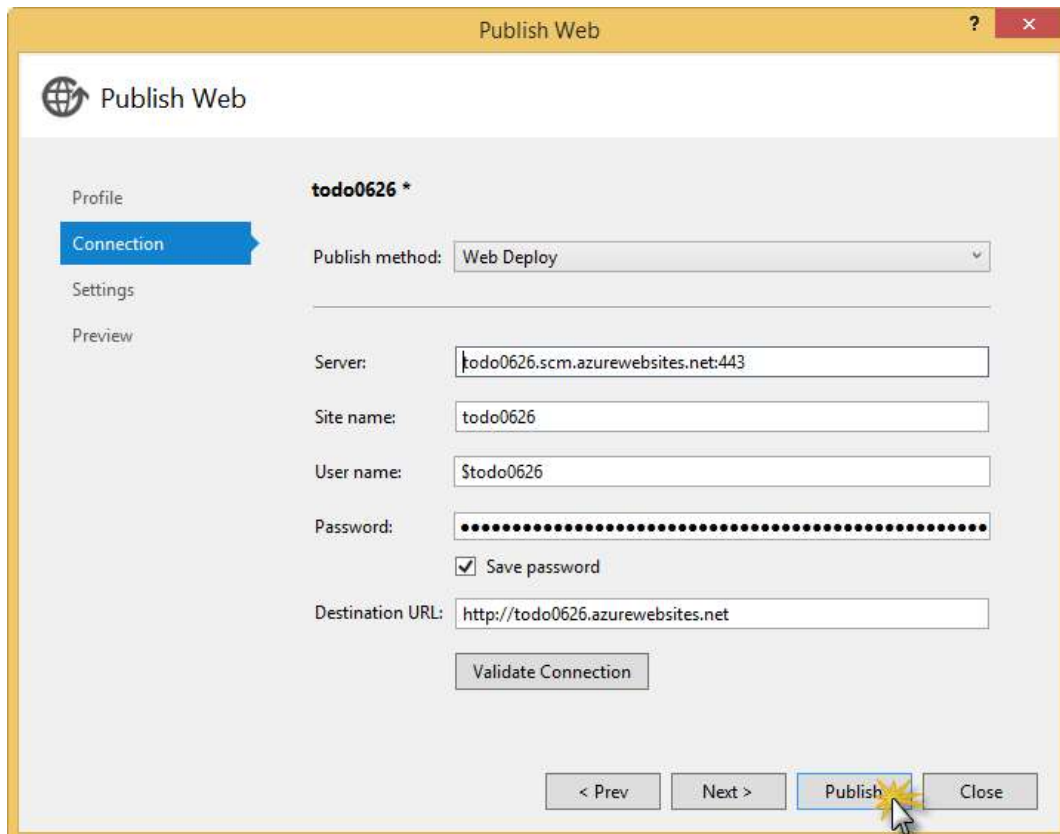 Publish Web
?
Publish Web
Profile
Connection
Settings
Preview
todo0626 *
Publish method: Web Deploy
Server: todo0626.scm.azurewebsites.net:443
Site name: todo0626
User name: $todo0626
Password: ••••••••••••••••••••••••••••••••••••••••••••••••••••
Save password
Destination URL: http://todo0626.azurewebsites.net
Validate Connection
< Prev Next > Publish Close